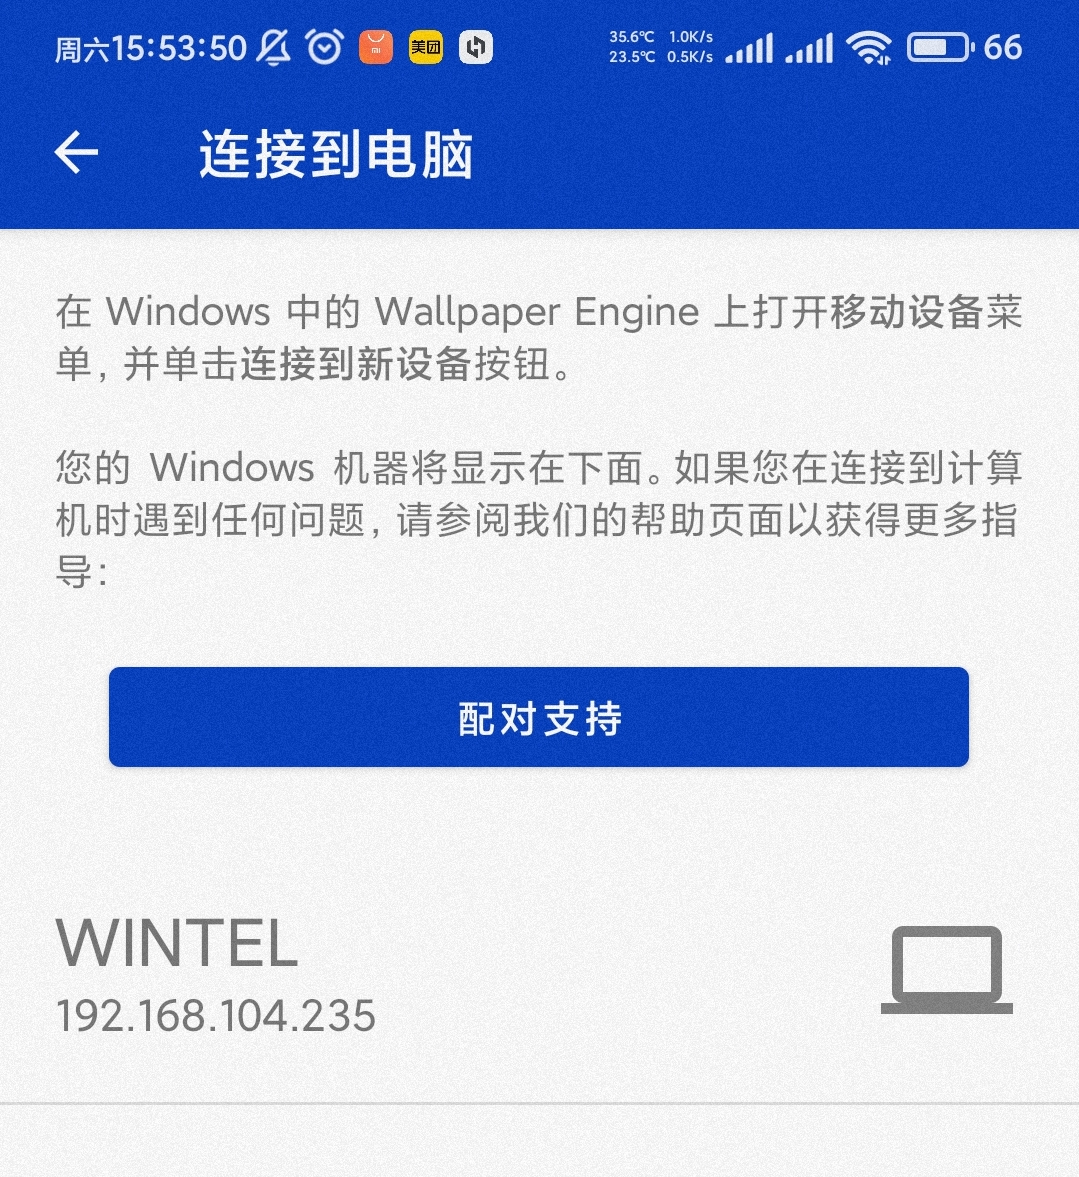 周六15:53:50
美团
35.6℃ 1.0K/s
23.5℃ 0.5K/s
66
连接到电脑
在 Windows 中的 Wallpaper Engine 上打开移动设备菜
单，并单击连接到新设备按钮。
您的 Windows 机器将显示在下面。如果您在连接到计算
机时遇到任何问题，请参阅我们的帮助页面以获得更多指
导：
配对支持
WINTEL
192.168.104.235